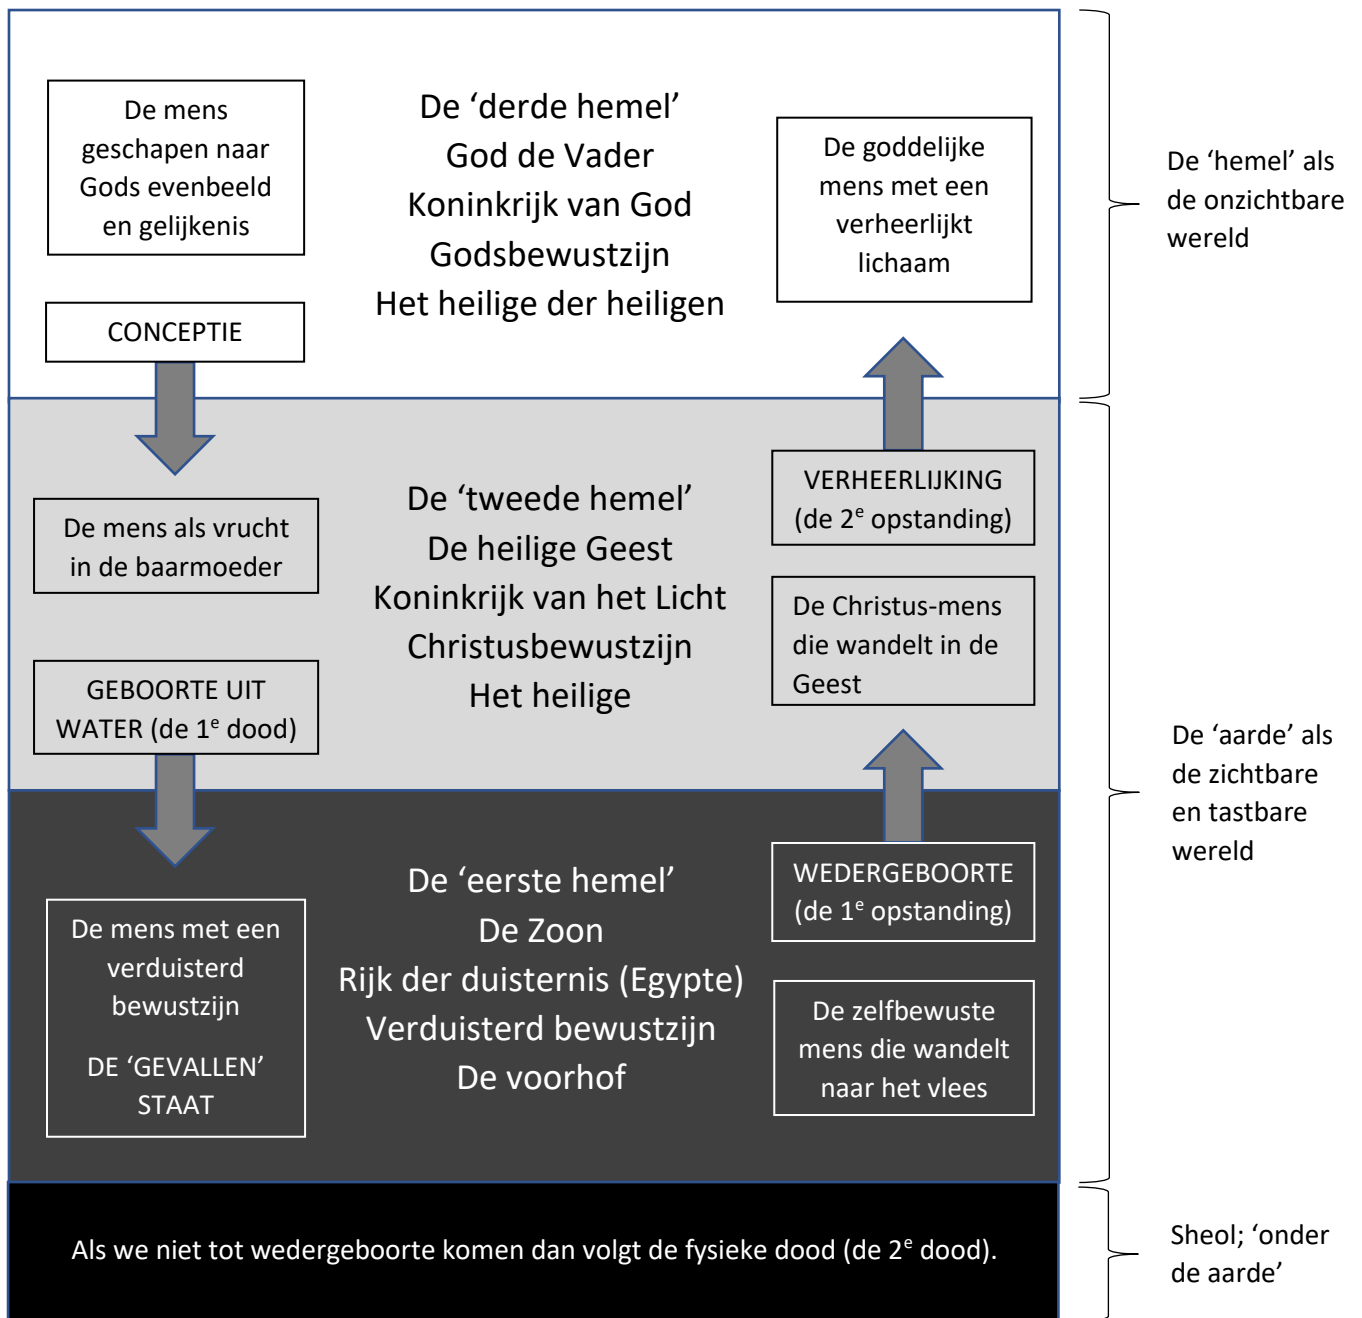 De mens
geschapen naar
Gods evenbeeld
en gelijkenis
CONCEPTIE
De ‘derde hemel’
God de Vader
Koninkrijk van God
Godsbewustzijn
Het heilige der heiligen
De goddelijke
mens met een
verheerlijkt
lichaam
De ‘hemel’ als
de onzichtbare
wereld
De mens als vrucht
in de baarmoeder
GEBOORTE UIT
WATER (de 1e dood)
De ‘tweede hemel’
De heilige Geest
Koninkrijk van het Licht
Christusbewustzijn
Het heilige
VERHEERLIJKING
(de 2e opstanding)
De Christus-mens
die wandelt in de
Geest
De ‘aarde’ als
de zichtbare
en tastbare
wereld
De mens met een
verduisterd
bewustzijn
DE ‘GEVALLEN’
STAAT
De ‘eerste hemel’
De Zoon
Rijk der duisternis (Egypte)
Verduisterd bewustzijn
De voorhof
WEDERGEBOORTE
(de 1e opstanding)
De zelfbewuste
mens die wandelt
naar het vlees
Als we niet tot wedergeboorte komen dan volgt de fysieke dood (de 2e dood).
Sheol; ‘onder
de aarde’